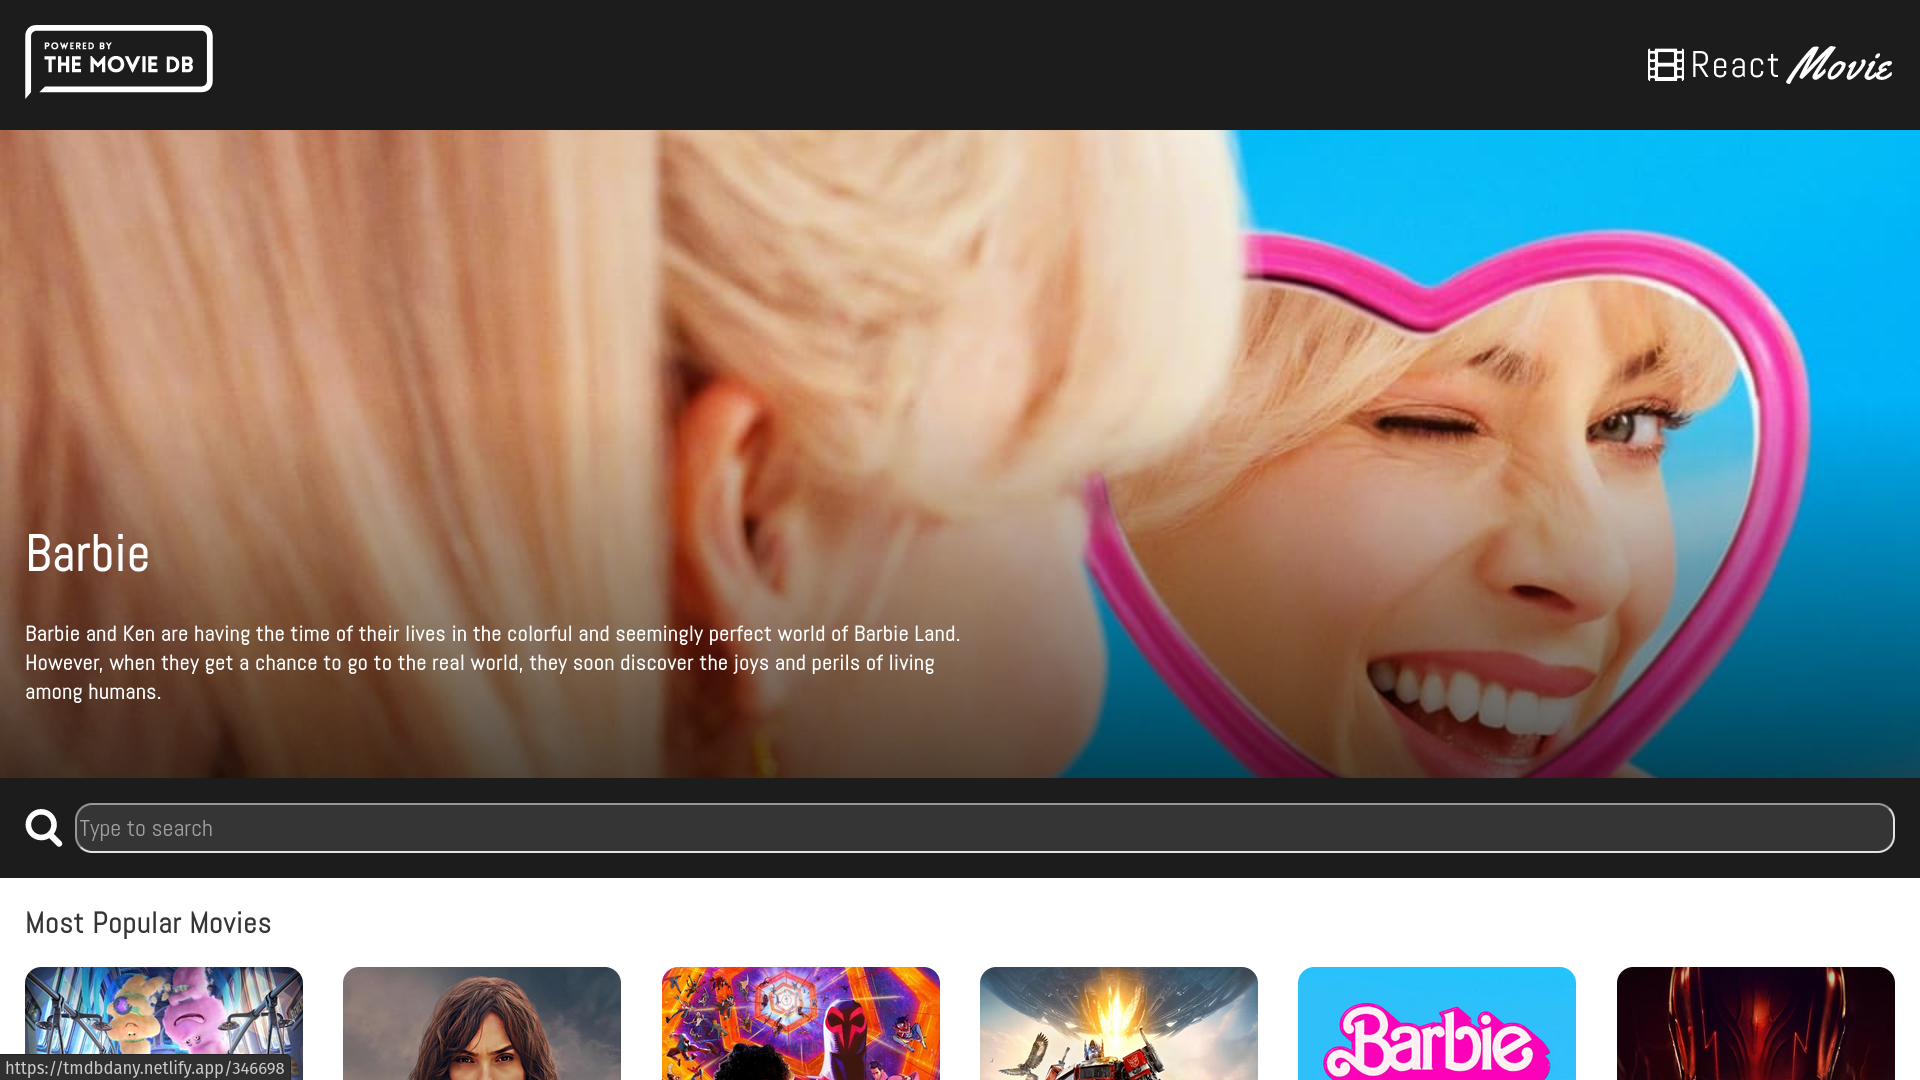 POWERED BY
THE MOVIE DB
React Movie
Barbie
Barbie and Ken are having the time of their lives in the colorful and seemingly perfect world of Barbie Land.
However, when they get a chance to go to the real world, they soon discover the joys and perils of living
among humans.
Type to search
Most Popular Movies
Barbie
https://tmdbdany.netlify.app/346698